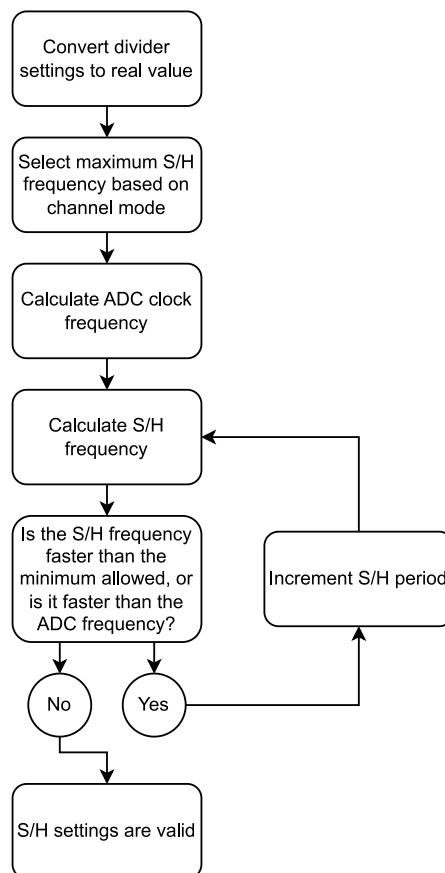 Convert divider
settings to real value
Select maximum S/H
frequency based on
channel mode
Calculate ADC clock
frequency
Calculate S/H
frequency
Is the S/H frequency
faster than the
minimum allowed, or
is it faster than the
ADC frequency?
Increment S/H period
No
Yes
S/H settings are valid